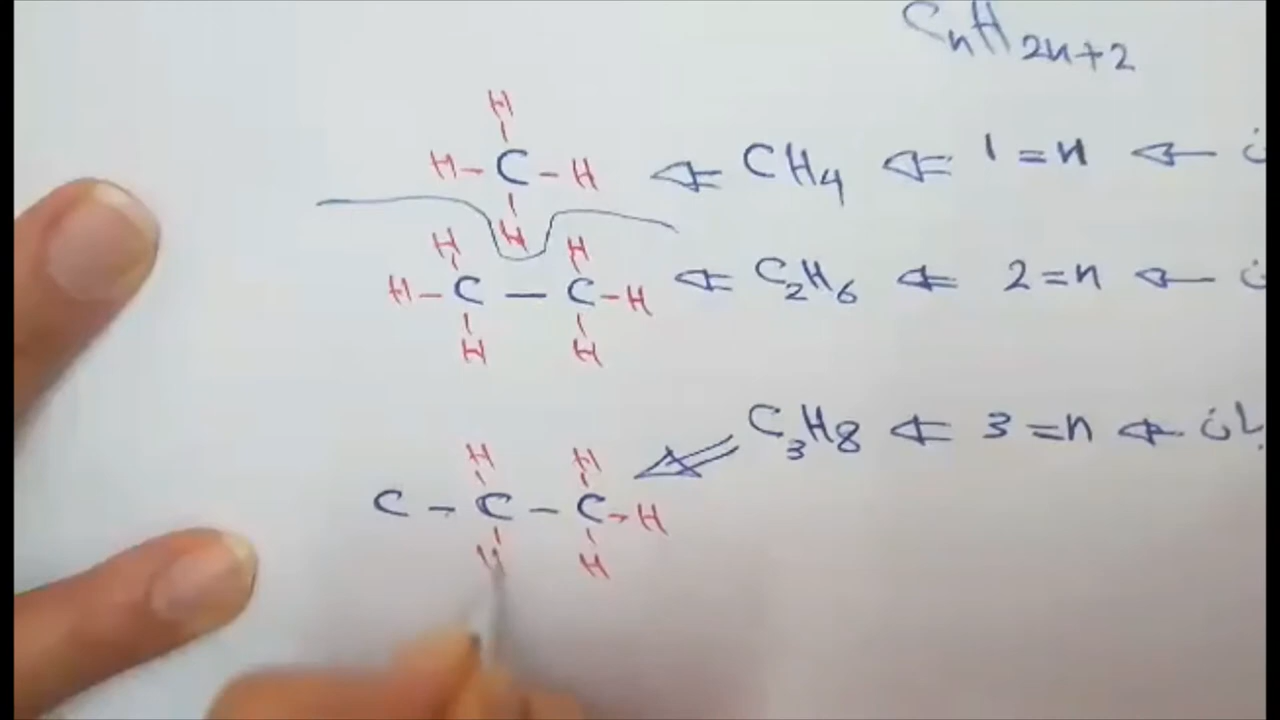 CnH2n+2
H
H-C-H ⇐ CH4 ⇐ 1=n ←
H
H H
H-C-C-H ⇐ C2H6 ⇐ 2=n ←
H H
H H
C-C-C-H ⇐ C3H8 ⇐ 3=n ←
H H